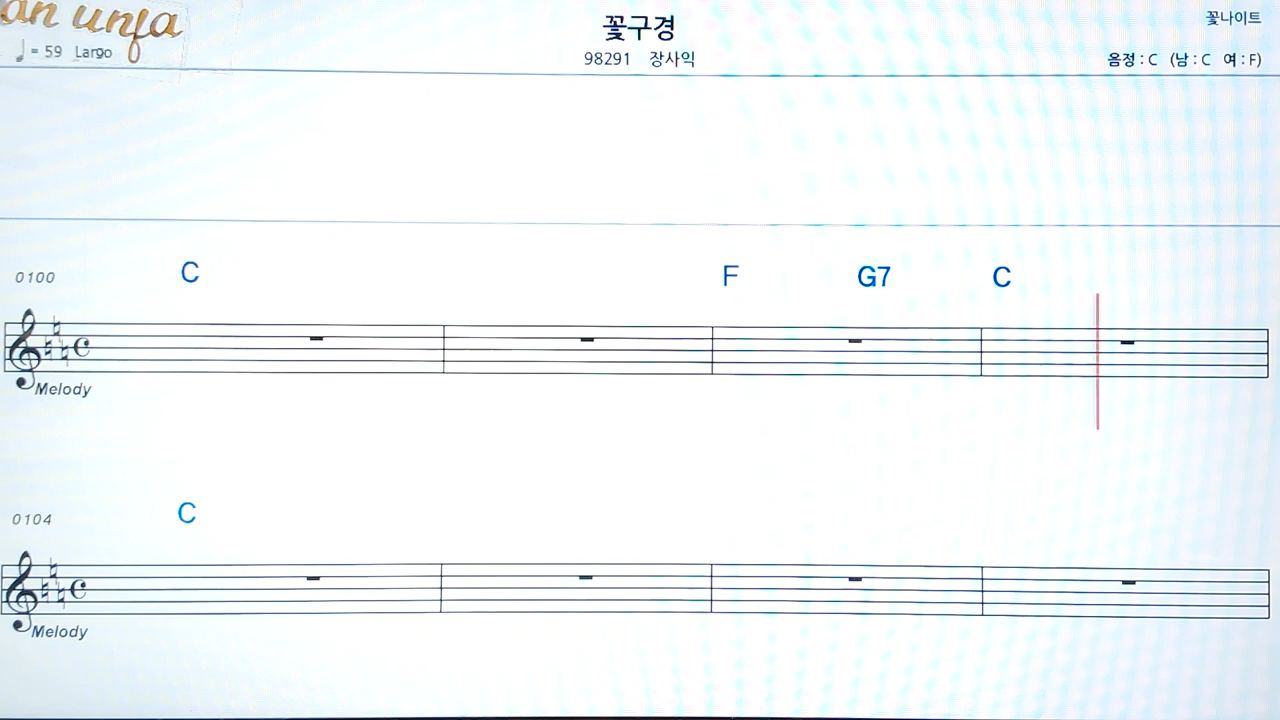 an unfa
♩ = 59 Largo
꽃구경
98291 장사익
꽃나이트
음정 : C (남 : C 여 : F)
0100
C F G7 C
Melody
0104
C
Melody